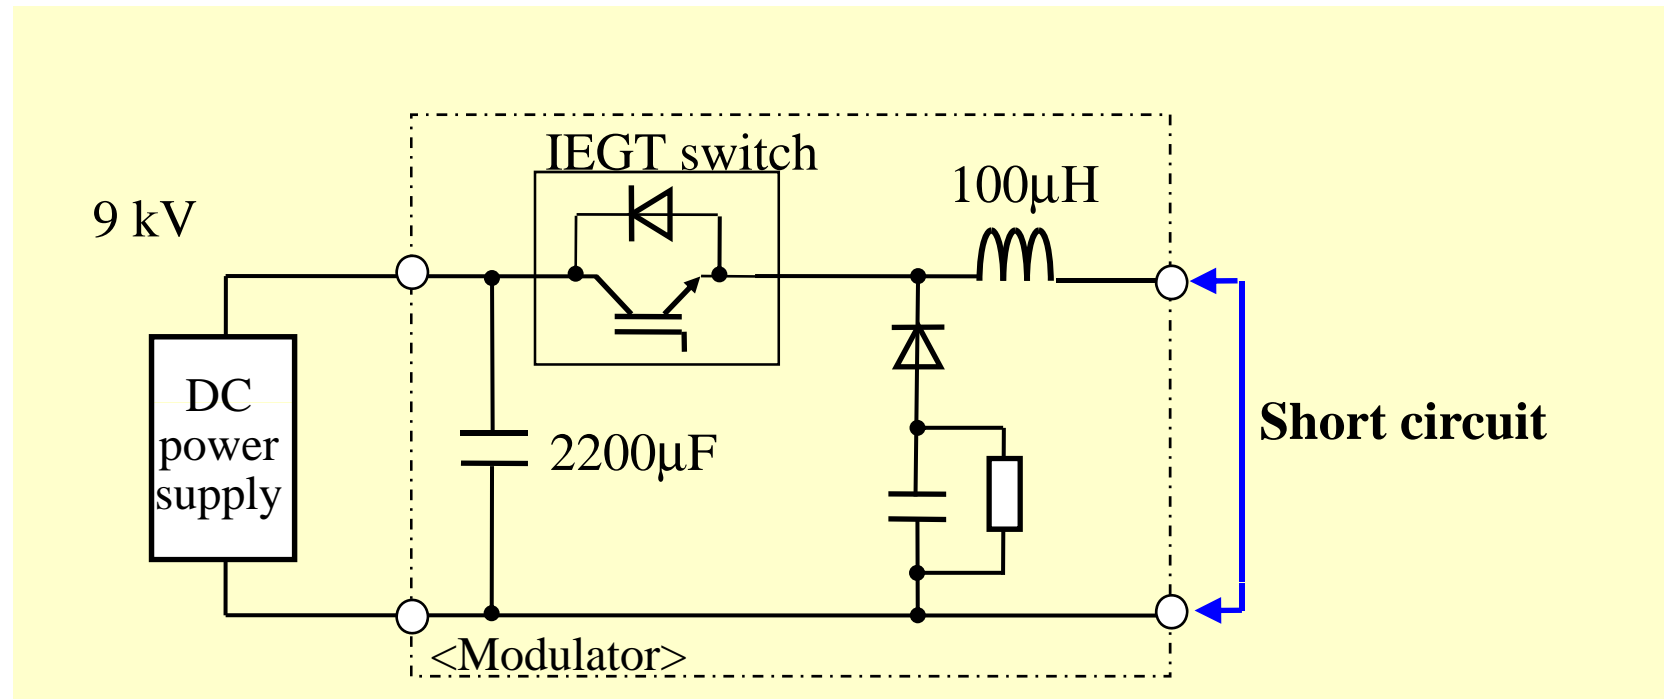 IEGT switch
100μH
9 kV
DC
power
supply
2200μF
Short circuit
<Modulator>